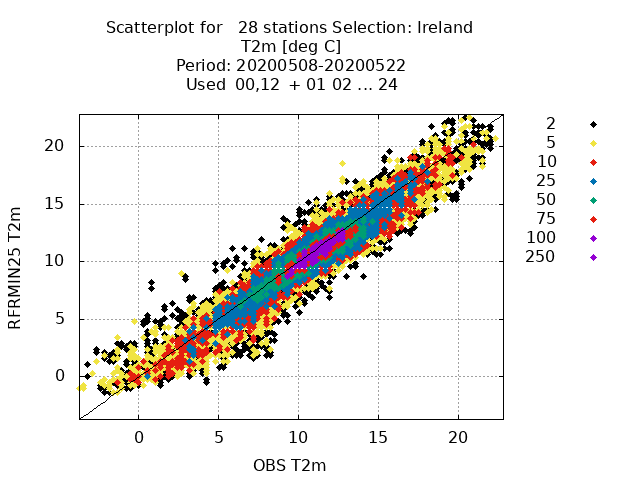 Scatterplot for   28 stations Selection: Ireland
T2m [deg C]
Period: 20200508-20200522
Used  00,12  + 01 02 ... 24
2
5
10
25
50
75
100
250
RFRMIN25 T2m
20
15
10
5
0
0 5 10 15 20
OBS T2m